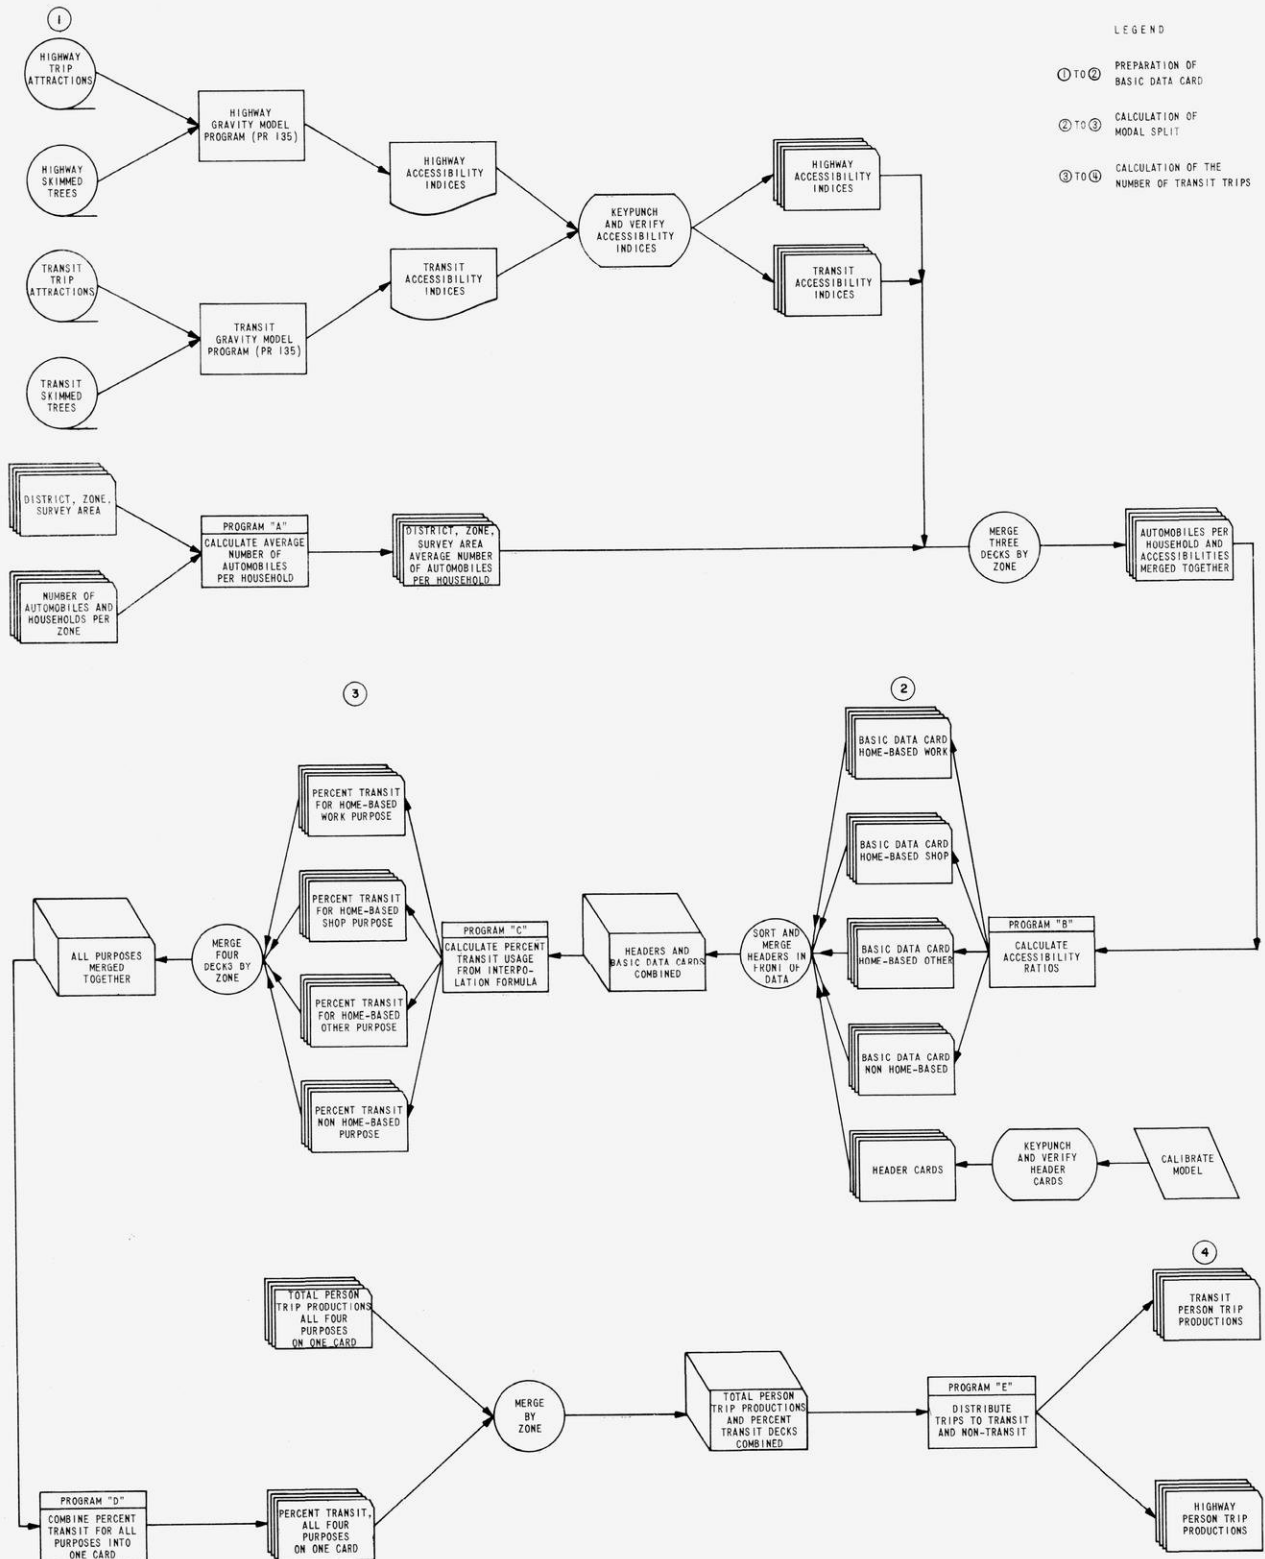 1
HIGHWAY
TRIP
ATTRACTIONS
HIGHWAY
SKIMMED
TREES
TRANSIT
TRIP
ATTRACTIONS
TRANSIT
SKIMMED
TREES
HIGHWAY
GRAVITY MODEL
PROGRAM (PR 135)
TRANSIT
GRAVITY MODEL
PROGRAM (PR 135)
HIGHWAY
ACCESSIBILITY
INDICES
TRANSIT
ACCESSIBILITY
INDICES
KEYPUNCH
AND VERIFY
ACCESSIBILITY
INDICES
HIGHWAY
ACCESSIBILITY
INDICES
TRANSIT
ACCESSIBILITY
INDICES
LEGEND
1 TO 2 PREPARATION OF
BASIC DATA CARD
2 TO 3 CALCULATION OF
MODAL SPLIT
3 TO 4 CALCULATION OF THE
NUMBER OF TRANSIT TRIPS
DISTRICT, ZONE,
SURVEY AREA
NUMBER OF
AUTOMOBILES AND
HOUSEHOLDS PER
ZONE
PROGRAM "A"
CALCULATE AVERAGE
NUMBER OF
AUTOMOBILES
PER HOUSEHOLD
DISTRICT, ZONE,
SURVEY AREA
AVERAGE NUMBER
OF AUTOMOBILES
PER HOUSEHOLD
MERGE
THREE
DECKS BY
ZONE
AUTOMOBILES PER
HOUSEHOLD AND
ACCESSIBILITIES
MERGED TOGETHER
3
2
ALL PURPOSES
MERGED
TOGETHER
MERGE
FOUR
DECKS BY
ZONE
PERCENT TRANSIT
FOR HOME-BASED
WORK PURPOSE
PERCENT TRANSIT
FOR HOME-BASED
SHOP PURPOSE
PERCENT TRANSIT
FOR HOME-BASED
OTHER PURPOSE
PERCENT TRANSIT
NON HOME-BASED
PURPOSE
PROGRAM "C"
CALCULATE PERCENT
TRANSIT USAGE
FROM INTERPO-
LATION FORMULA
HEADERS AND
BASIC DATA CARDS
COMBINED
SORT AND
MERGE
HEADERS IN
FRONT OF
DATA
BASIC DATA CARD
HOME-BASED WORK
BASIC DATA CARD
HOME-BASED SHOP
BASIC DATA CARD
HOME-BASED OTHER
BASIC DATA CARD
NON HOME-BASED
HEADER CARDS
PROGRAM "B"
CALCULATE
ACCESSIBILITY
RATIOS
KEYPUNCH
AND VERIFY
HEADER
CARDS
CALIBRATE
MODEL
4
TOTAL PERSON
TRIP PRODUCTIONS
ALL FOUR
PURPOSES
ON ONE CARD
PROGRAM "D"
COMBINE PERCENT
TRANSIT FOR ALL
PURPOSES INTO
ONE CARD
PERCENT TRANSIT,
ALL FOUR
PURPOSES
ON ONE CARD
MERGE
BY
ZONE
TOTAL PERSON
TRIP PRODUCTIONS
AND PERCENT
TRANSIT DECKS
COMBINED
PROGRAM "E"
DISTRIBUTE
TRIPS TO TRANSIT
AND NON-TRANSIT
TRANSIT
PERSON TRIP
PRODUCTIONS
HIGHWAY
PERSON TRIP
PRODUCTIONS